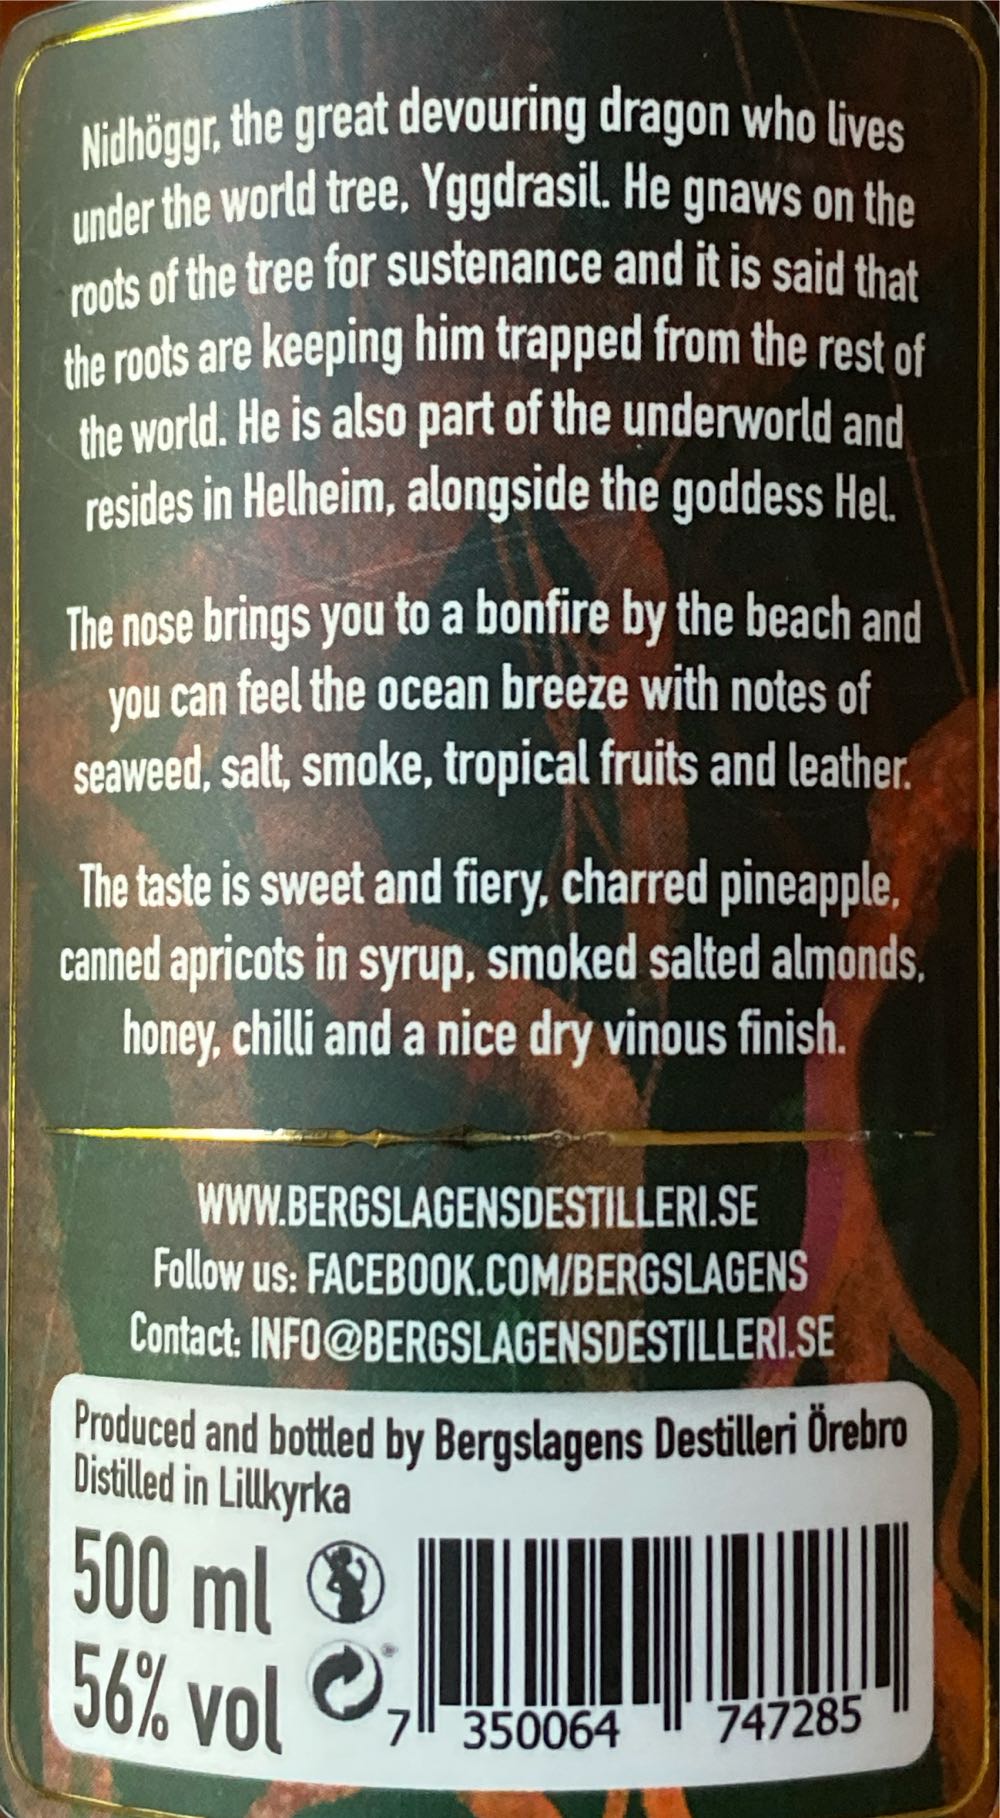 Nidhöggr, the great devouring dragon who lives
under the world tree, Yggdrasil. He gnaws on the
roots of the tree for sustenance and it is said that
the roots are keeping him trapped from the rest of
the world. He is also part of the underworld and
resides in Helheim, alongside the goddess Hel.
The nose brings you to a bonfire by the beach and
you can feel the ocean breeze with notes of
seaweed, salt, smoke, tropical fruits and leather.
The taste is sweet and fiery, charred pineapple,
canned apricots in syrup, smoked salted almonds,
honey, chilli and a nice dry vinous finish.
WWW.BERGSLAGENSDESTILLERI.SE
Follow us: FACEBOOK.COM/BERGSLAGENS
Contact: INFO@BERGSLAGENSDESTILLERI.SE
Produced and bottled by Bergslagens Destilleri Örebro
Distilled in Lillkyrka
500 ml
56% vol
®
7 350064 747285